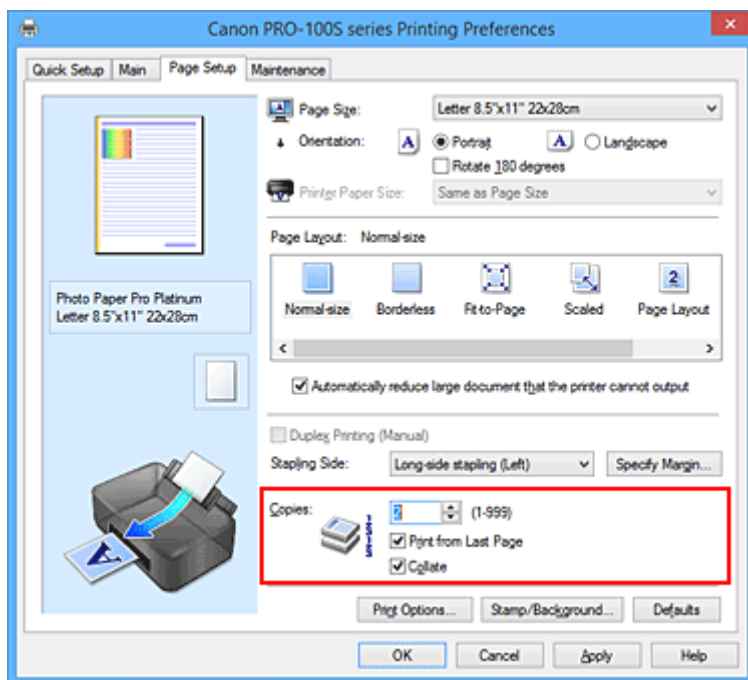 Canon PRO-100S series Printing Preferences
Quick Setup Main Page Setup Maintenance
Page Size: Letter 8.5"x11" 22x28cm
Orientation: A Portrait A Landscape
Rotate 180 degrees
Printer Paper Size: Same as Page Size
Page Layout: Normal-size
2
Normal-size Borderless Fit-to-Page Scaled Page Layout
Photo Paper Pro Platinum
Letter 8.5"x11" 22x28cm
Automatically reduce large document that the printer cannot output
Duplex Printing (Manual)
Stapling Side: Long-side stapling (Left) Specify Margin...
Copies: 2 (1-999)
Print from Last Page
Collate
A
Print Options... Stamp/Background... Defaults
OK Cancel Apply Help